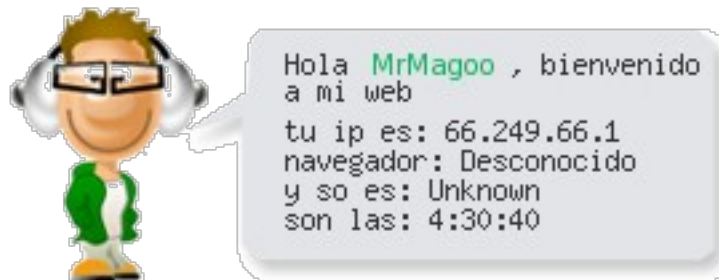 Hola MrMagoo , bienvenido
a mi web
tu ip es: 66.249.66.1
navegador: Desconocido
y so es: Unknown
son las: 4:30:40